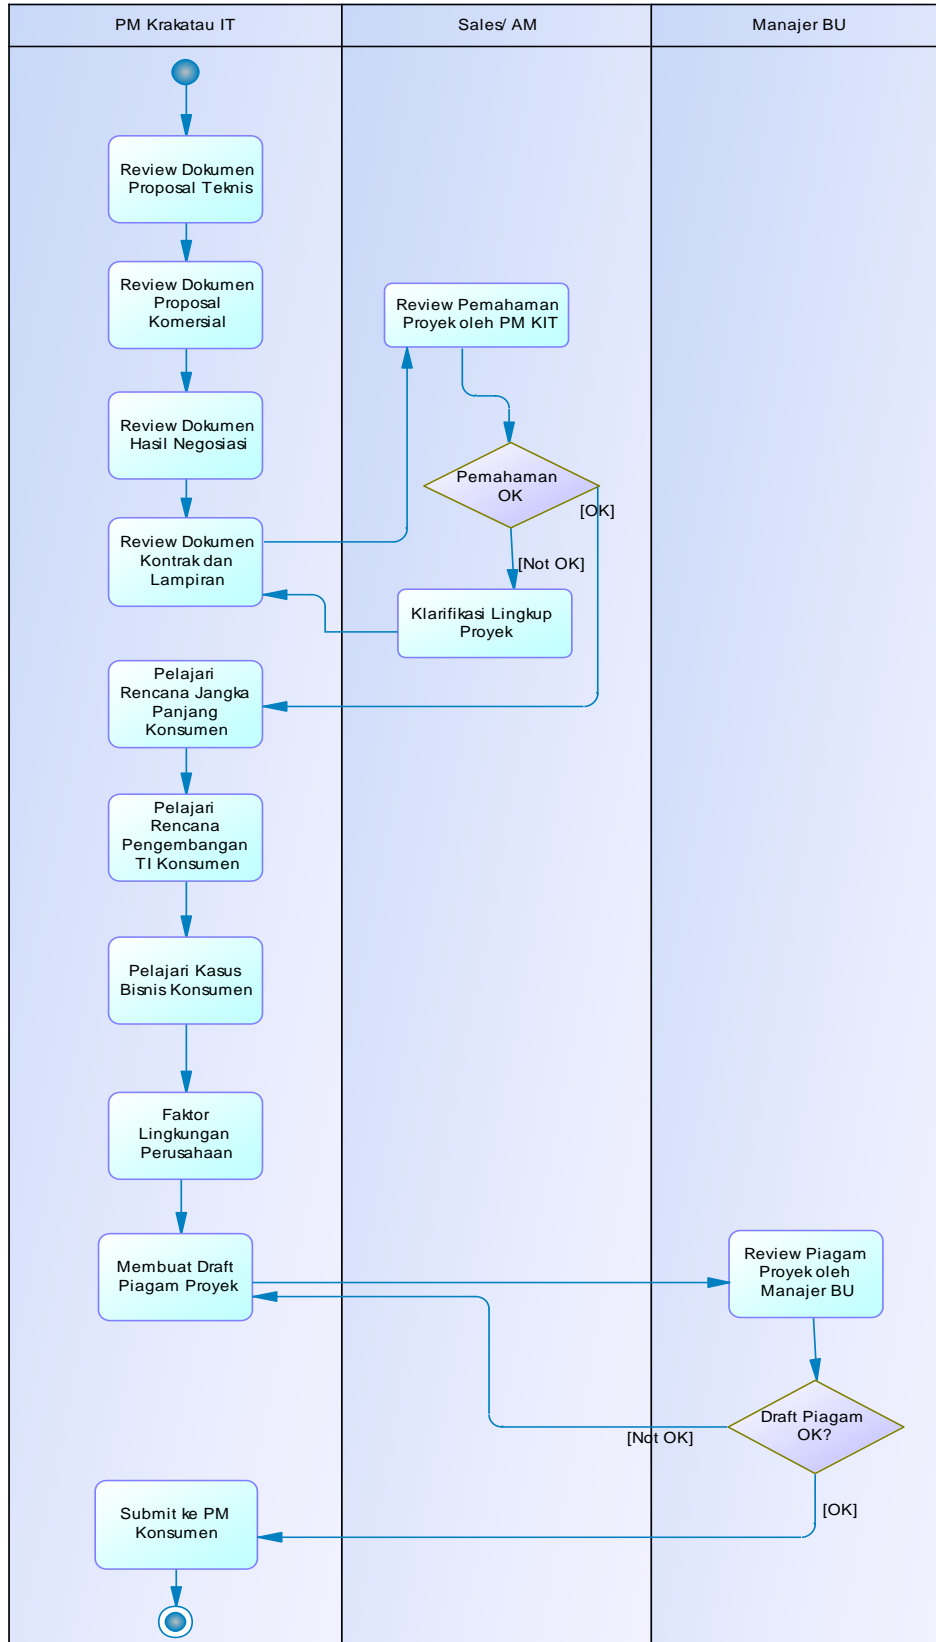 PM Krakatau IT
Sales/ AM
Manajer BU
Review Dokumen
Proposal Teknis
Review Dokumen
Proposal
Komersial
Review Pemahaman
Proyek oleh PM KIT
Review Dokumen
Hasil Negosiasi
Pemahaman
OK
[OK]
Review Dokumen
Kontrak dan
Lampiran
[Not OK]
Klarifikasi Lingkup
Proyek
Pelajari
Rencana Jangka
Panjang
Konsumen
Pelajari
Rencana
Pengembangan
TI Konsumen
Pelajari Kasus
Bisnis Konsumen
Faktor
Lingkungan
Perusahaan
Membuat Draft
Piagam Proyek
Review Piagam
Proyek oleh
Manajer BU
Draft Piagam
OK?
[Not OK]
[OK]
Submit ke PM
Konsumen